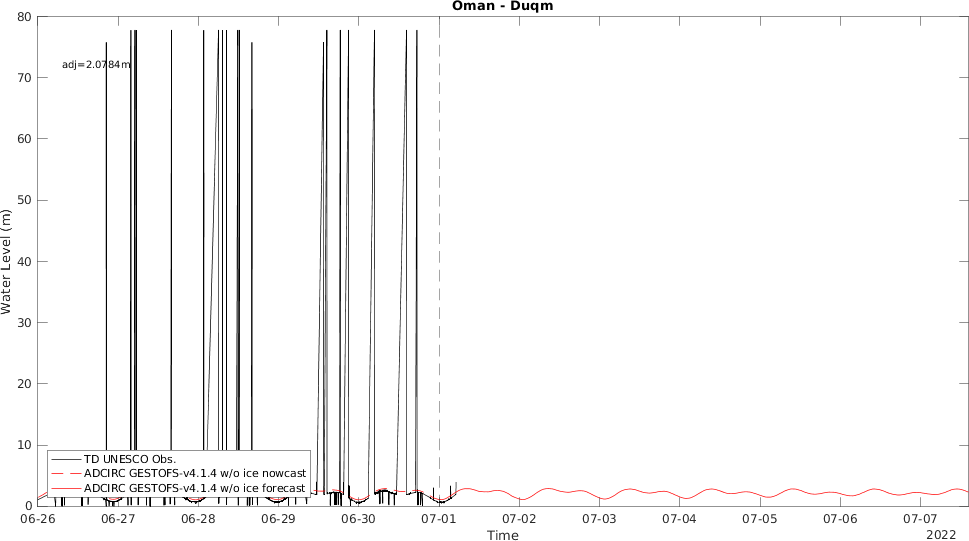 Oman - Duqm
80
adj=2.0784m
70
60
50
40
30
20
10
0
Water Level (m)
TD UNESCO Obs.
ADCIRC GESTOFS-v4.1.4 w/o ice nowcast
ADCIRC GESTOFS-v4.1.4 w/o ice forecast
06-26 06-27 06-28 06-29 06-30 07-01 07-02 07-03 07-04 07-05 07-06 07-07
Time
2022